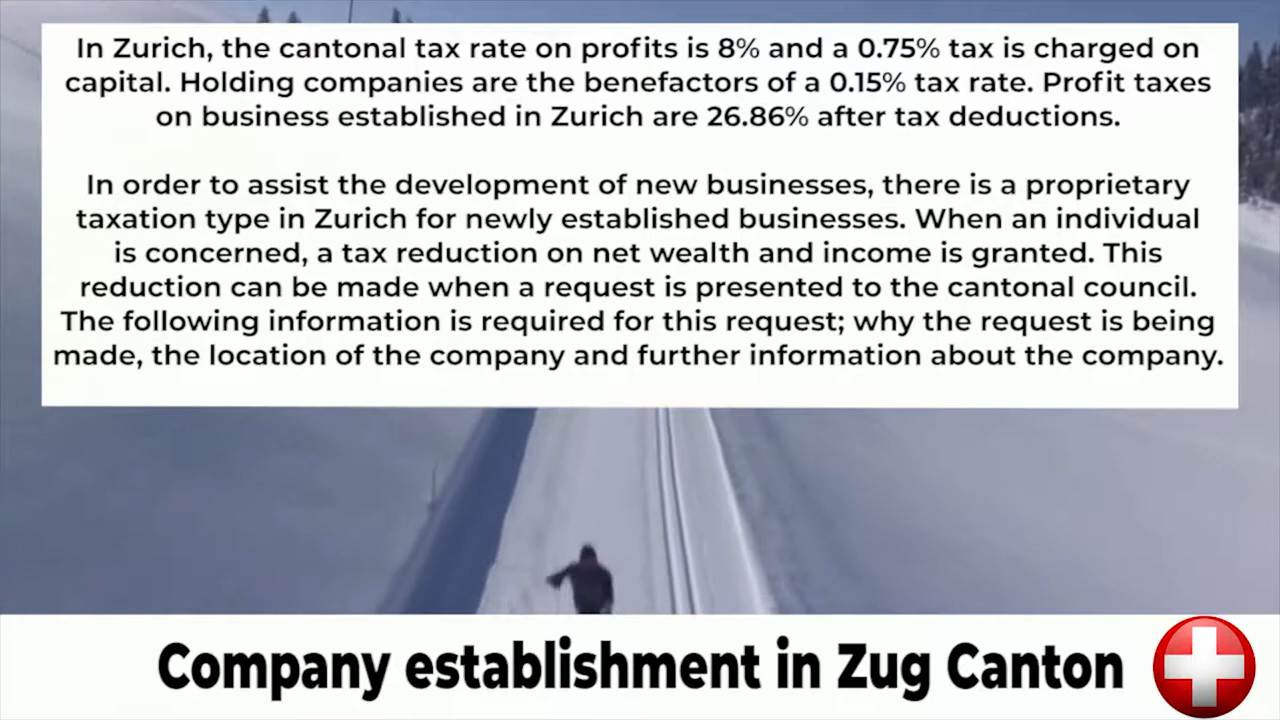 In Zurich, the cantonal tax rate on profits is 8% and a 0.75% tax is charged on
capital. Holding companies are the benefactors of a 0.15% tax rate. Profit taxes
on business established in Zurich are 26.86% after tax deductions.
In order to assist the development of new businesses, there is a proprietary
taxation type in Zurich for newly established businesses. When an individual
is concerned, a tax reduction on net wealth and income is granted. This
reduction can be made when a request is presented to the cantonal council.
The following information is required for this request; why the request is being
made, the location of the company and further information about the company.
Company establishment in Zug Canton